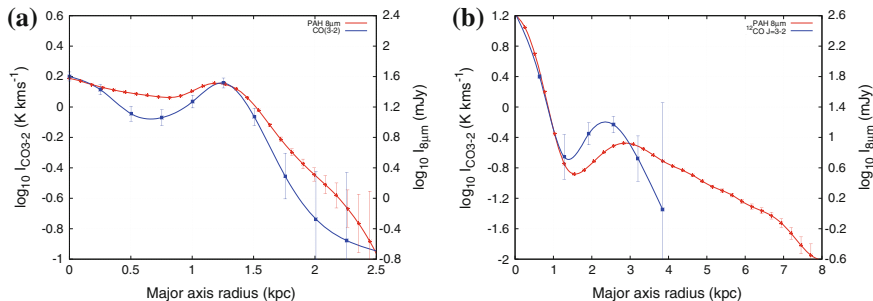 (a)
0.6
0.4
0.2
0
-0.2
-0.4
-0.6
-0.8
-1
log10 ICO3-2 (K kms-1)
PAH 8μm
CO(3-2)
2.4
2
1.6
1.2
0.8
0.4
0
-0.4
-0.8
log10 I8μm (mJy)
0 0.5 1 1.5 2 2.5
Major axis radius (kpc)
(b)
1.2
0.8
0.4
0
-0.4
-0.8
-1.2
-1.6
-2
log10 ICO3-2 (K kms-1)
PAH 8μm
12CO J=3-2
2.6
2.2
1.8
1.4
1
0.6
0.2
-0.2
-0.6
log10 I8μm (mJy)
0 1 2 3 4 5 6 7 8
Major axis radius (kpc)